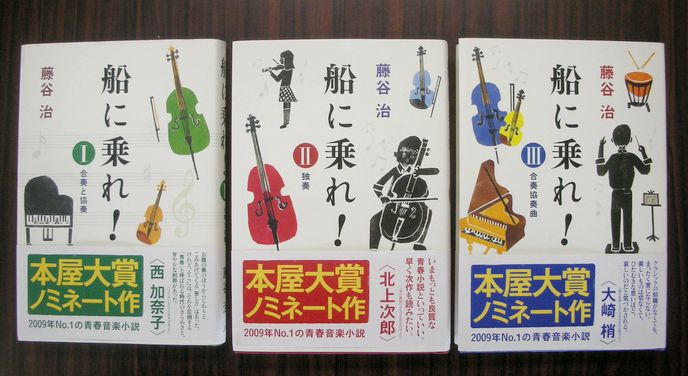 船に乗れ!
藤谷 治
I
合奏と協奏
本屋大賞
ノミネート作
2009年No.1の青春音楽小説
〈西 加奈子〉
船に乗れ!
船に乗れ!
藤谷 治
II
独奏
本屋大賞
ノミネート作
2009年No.1の青春音楽小説
いまもっとも良質な
青春小説といっていい。
早く次作も読みたい。
〈北上次郎〉
船に乗れ!
藤谷 治
III
合奏協奏曲
本屋大賞
ノミネート作
2009年No.1の青春音楽小説
〈大崎 梢〉